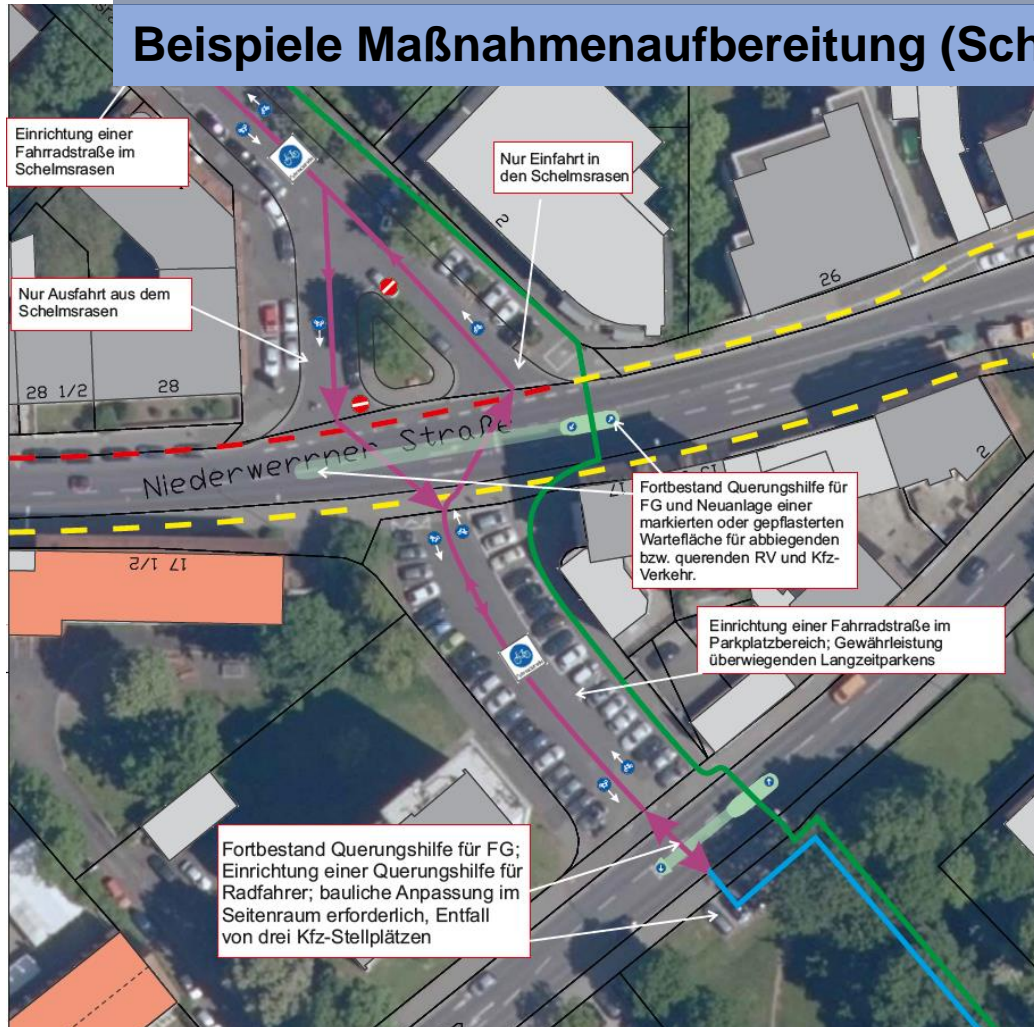 Beispiele Maßnahmenaufbereitung (Sch
Einrichtung einer
Fahrradstraße im
Schelmsrasen
Nur Einfahrt in
den Schelmsrasen
2
26
Nur Ausfahrt aus dem
Schelmsrasen
28 1/2
28
Niederwerrner Straße
17
2
Fortbestand Querungshilfe für
FG und Neuanlage einer
markierten oder gepflasterten
Wartefläche für abbiegenden
bzw. querenden RV und Kfz-
Verkehr.
17 1/2
Einrichtung einer Fahrradstraße im
Parkplatzbereich; Gewährleistung
überwiegenden Langzeitparkens
Fortbestand Querungshilfe für FG;
Einrichtung einer Querungshilfe für
Radfahrer; bauliche Anpassung im
Seitenraum erforderlich, Entfall
von drei Kfz-Stellplätzen